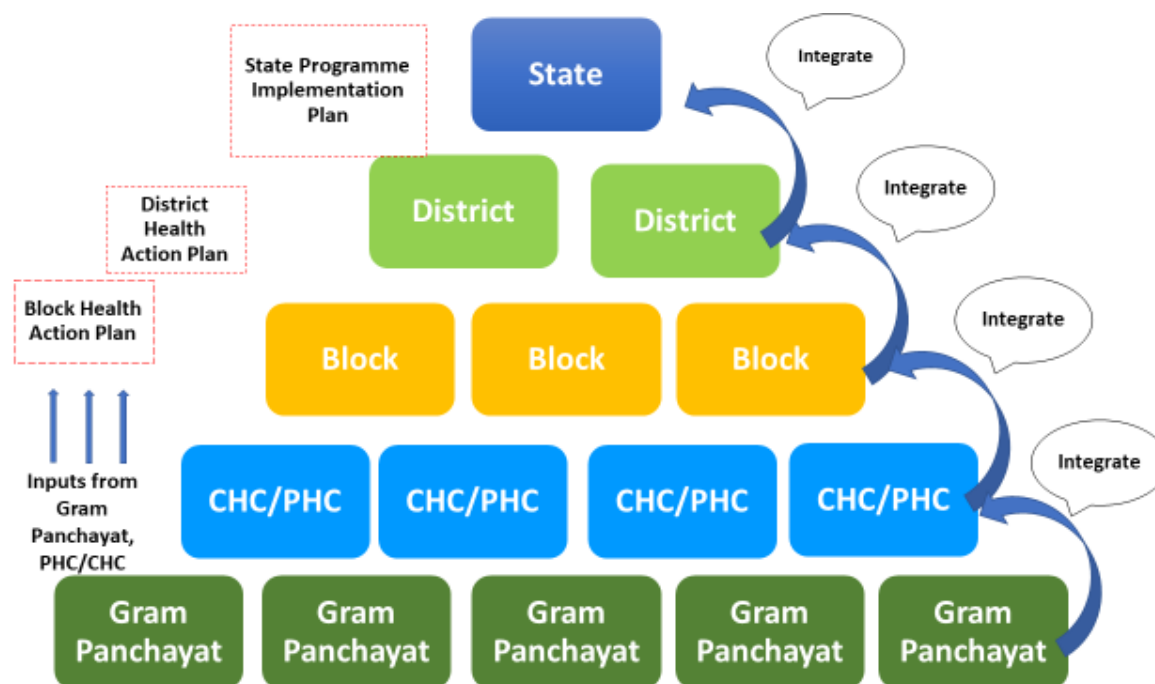 State Programme
Implementation
Plan
State
Integrate
District
Health
Action Plan
District
District
Integrate
Block Health
Action Plan
Block
Block
Block
Integrate
Inputs from
Gram
Panchayat,
PHC/CHC
CHC/PHC
CHC/PHC
CHC/PHC
CHC/PHC
Integrate
Gram
Panchayat
Gram
Panchayat
Gram
Panchayat
Gram
Panchayat
Gram
Panchayat